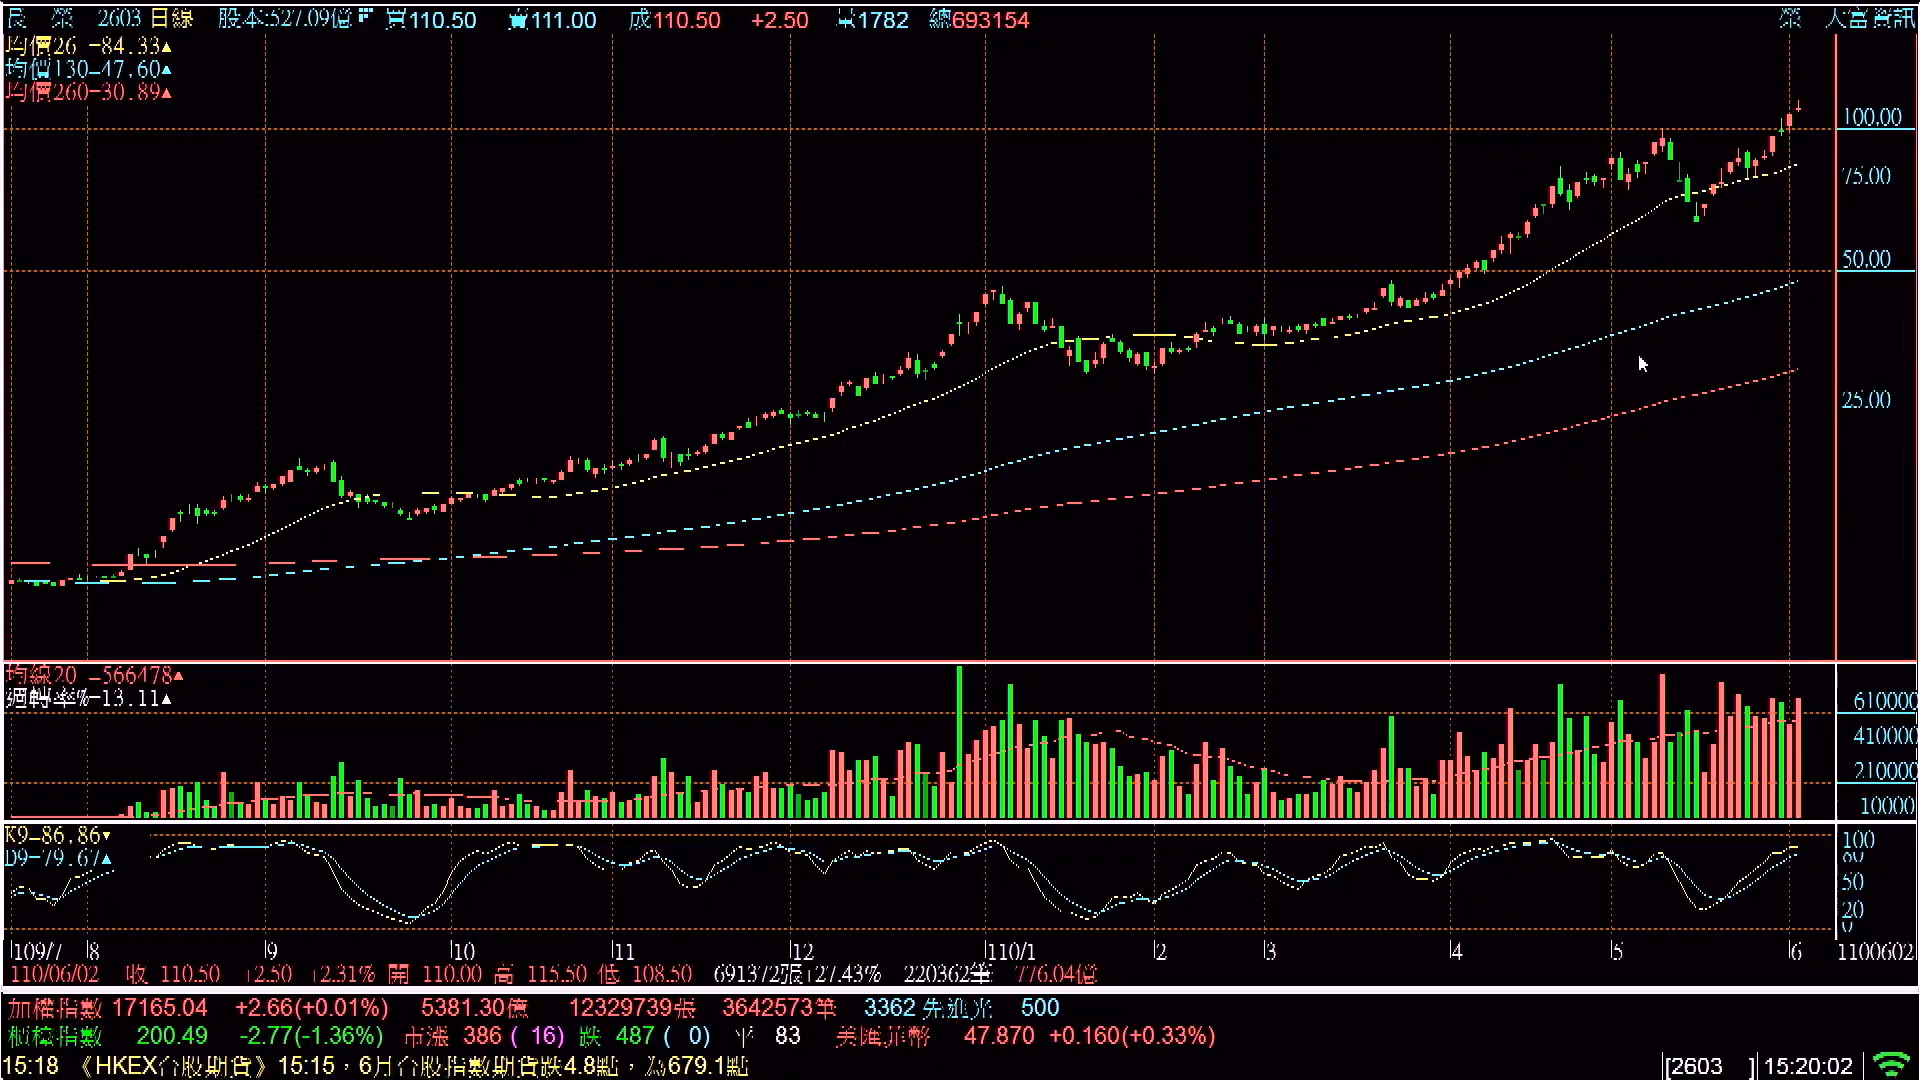 長 榮 2603 日線 股本:527.09億 買110.50 賣111.00 成110.50 +2.50 量1782 總693154 榮 大富資訊
均價26 -84.33▲
均價130-47.60▲
均價260-30.89▲
100.00
75.00
50.00
25.00
均線20 -566478▲
週轉率%-13.11▲
610000
410000
210000
10000
K9-86.86▼
D9-79.67▲
100
80
50
20
0
109/7 8 9 10 11 12 110/1 2 3 4 5 6 1100602
110/06/02 收 110.50 +2.50 +2.31% 開 110.00 高 115.50 低 108.50 691372張+27.43% 220362筆 776.04億
加權指數 17165.04 +2.66(+0.01%) 5381.30億 12329739張 3642573筆 3362 先進光 500
櫃檯指數 200.49 -2.77(-1.36%) 市漲 386 ( 16) 跌 487 ( 0) 平 83 美匯菲幣 47.870 +0.160(+0.33%)
15:18 《HKEX台股期貨》15:15，6月台股指數期貨跌4.8點，為679.1點 [2603 ] 15:20:02